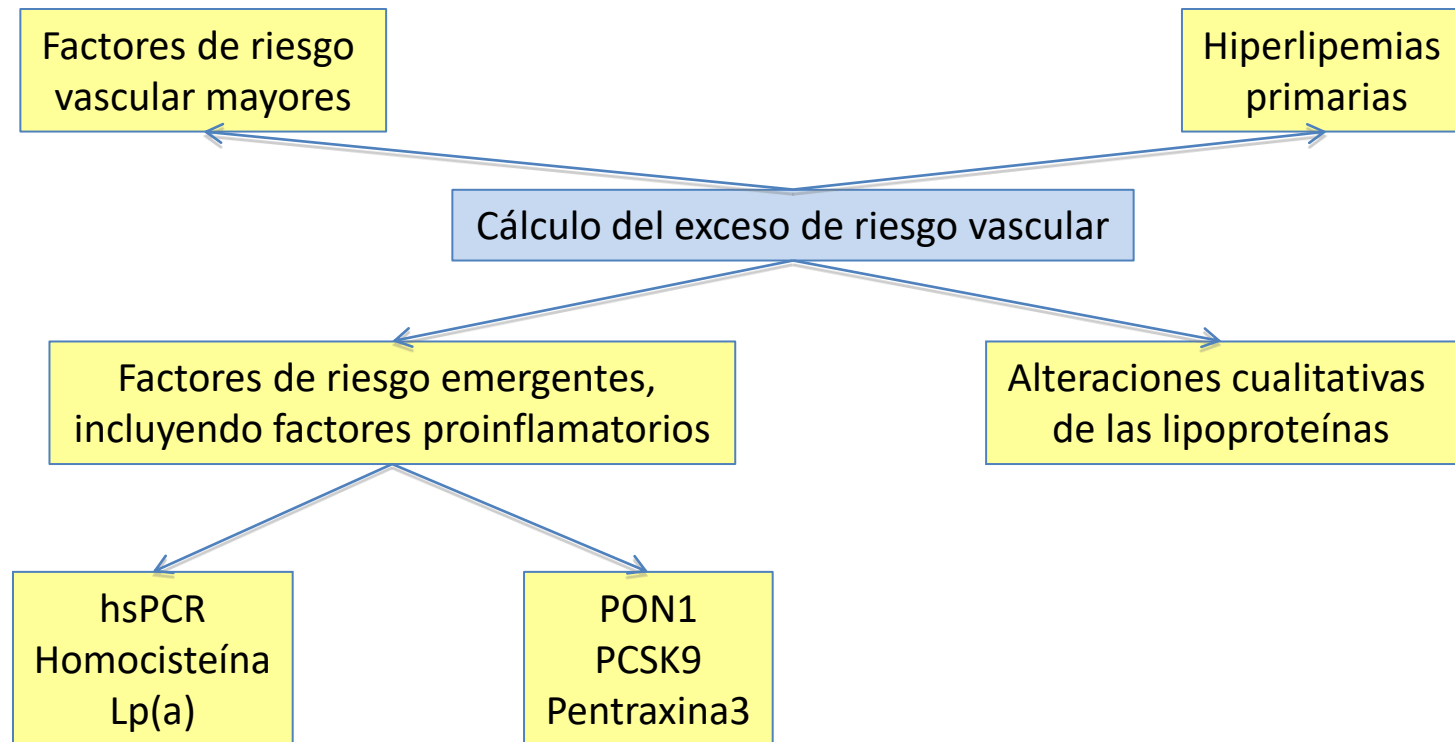 Factores de riesgo
vascular mayores
Hiperlipemias
primarias
Cálculo del exceso de riesgo vascular
Factores de riesgo emergentes,
incluyendo factores proinflamatorios
Alteraciones cualitativas
de las lipoproteínas
hsPCR
Homocisteína
Lp(a)
PON1
PCSK9
Pentraxina3